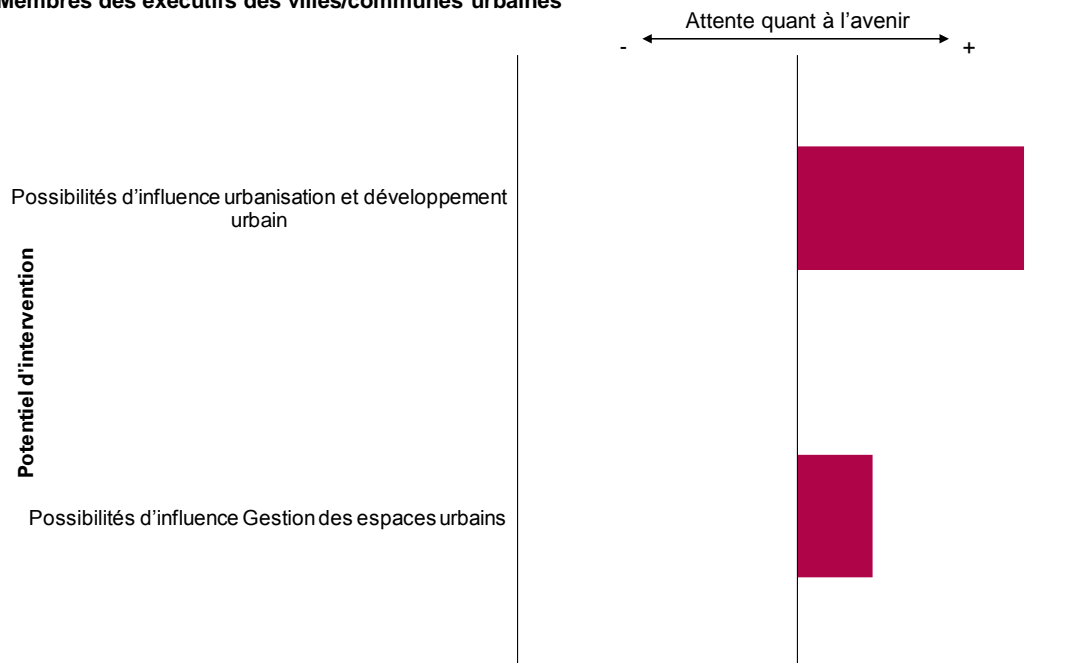 Membres des exécutifs des villes/communes urbaines
Attente quant à l'avenir
- +
Possibilités d'influence urbanisation et développement
urbain
Potentiel d'intervention
Possibilités d'influence Gestion des espaces urbains